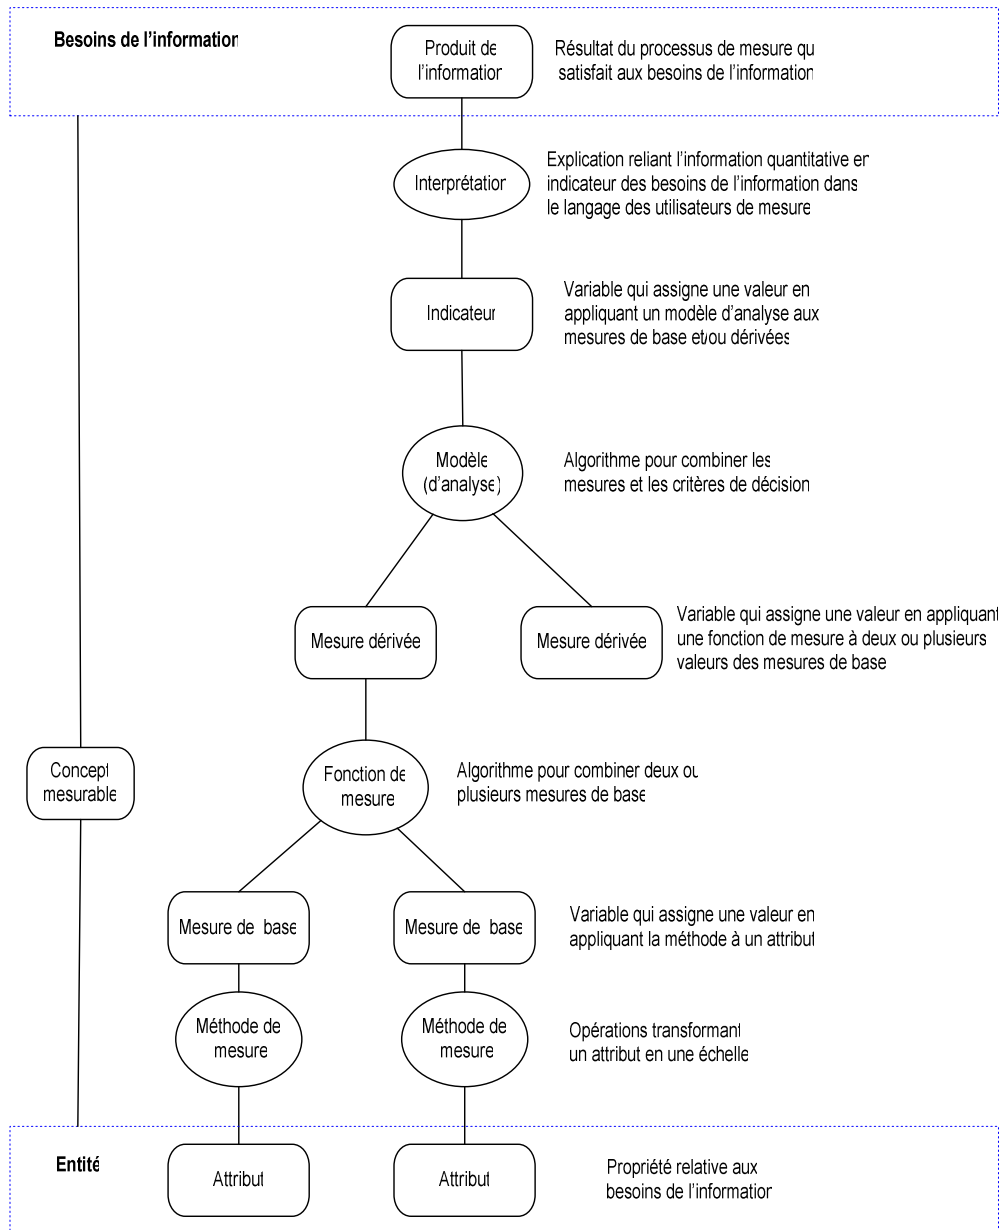 Besoins de l’information
Produit de
l’information
Résultat du processus de mesure qu
satisfait aux besoins de l’information
Interprétation
Explication reliant l’information quantitative en
indicateur des besoins de l’information dans
le langage des utilisateurs de mesure
Indicateur
Variable qui assigne une valeur en
appliquant un modèle d’analyse aux
mesures de base et/ou dérivées
Modèle
(d’analyse)
Algorithme pour combiner les
mesures et les critères de décision
Mesure dérivée
Mesure dérivée
Variable qui assigne une valeur en appliquant
une fonction de mesure à deux ou plusieurs
valeurs des mesures de base
Concept
mesurable
Fonction de
mesure
Algorithme pour combiner deux ou
plusieurs mesures de base
Mesure de base
Mesure de base
Variable qui assigne une valeur en
appliquant la méthode à un attribut
Méthode de
mesure
Méthode de
mesure
Opérations transformant
un attribut en une échelle
Entité
Attribut
Attribut
Propriété relative aux
besoins de l’information